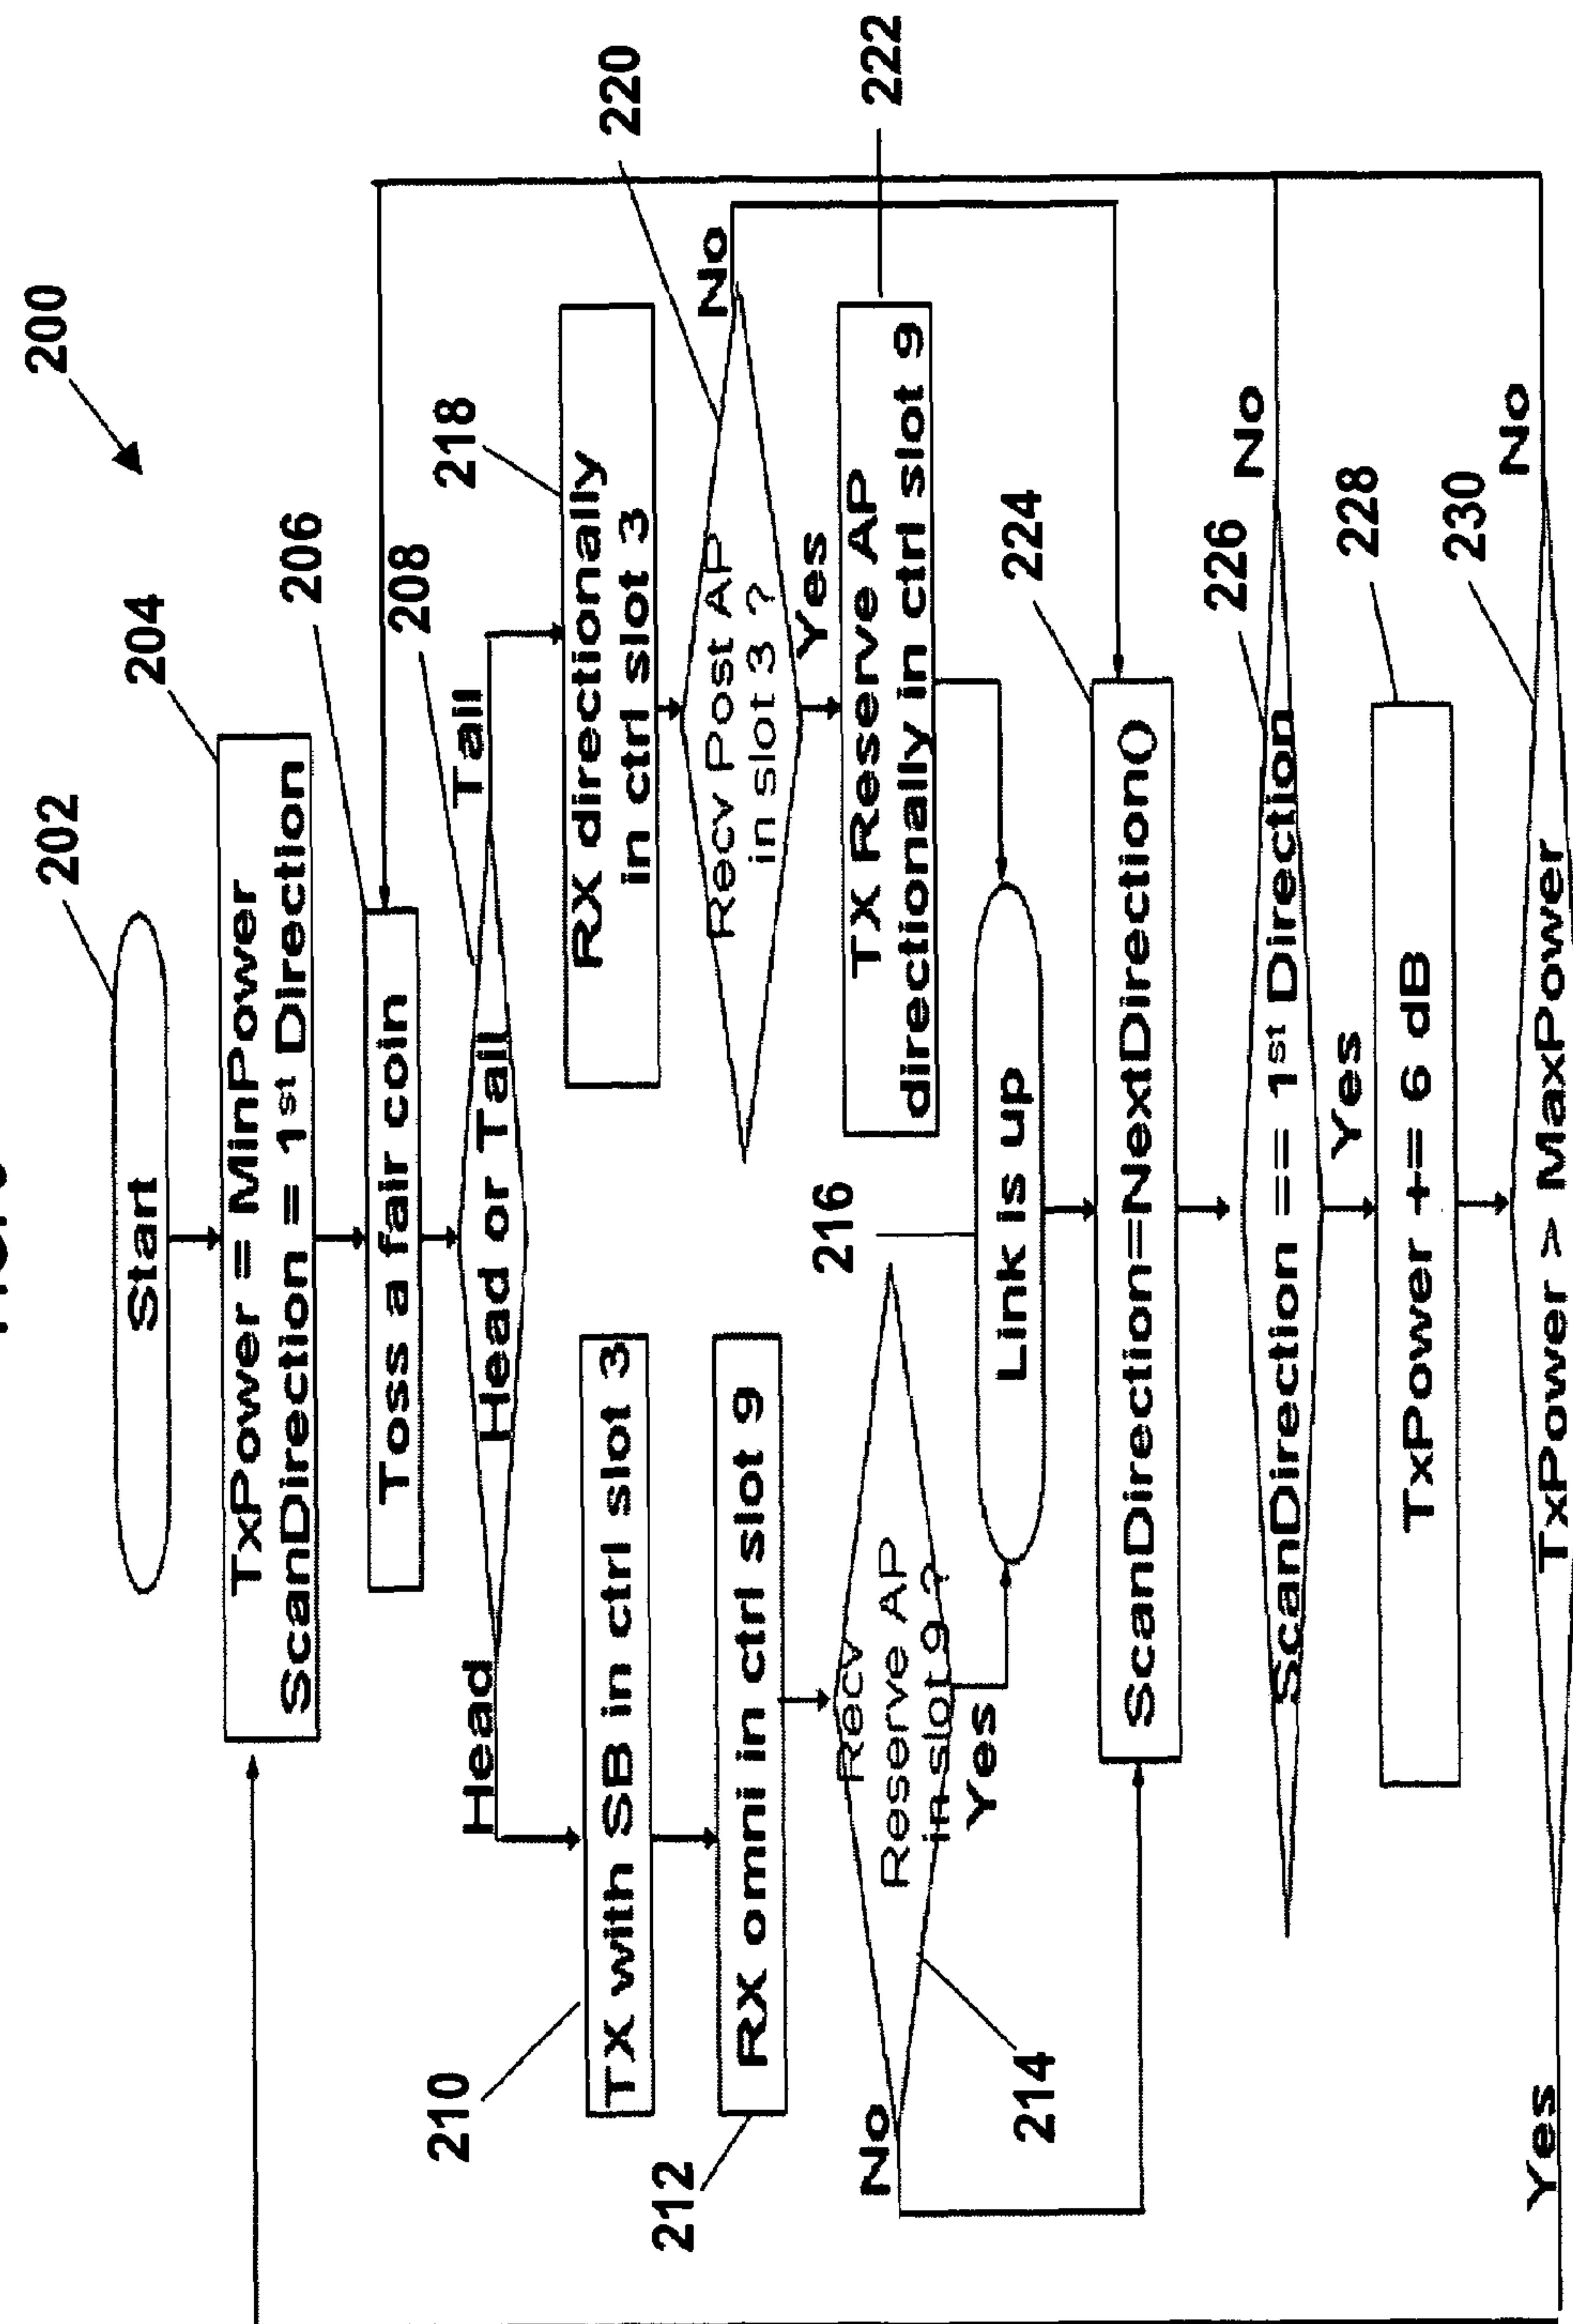 200
202
Start
204
TxPower = MinPower
ScanDirection = 1st Direction
206
Toss a fair coin
208
Head or Tail
Head
Tail
210
TX with SB in ctrl slot 3
212
RX omni in ctrl slot 9
Recv
Reserve AP
in slot 9 ?
214
No
Yes
218
RX directionally
in ctrl slot 3
220
Recv Post AP
in slot 3 ?
No
Yes
222
TX Reserve AP
directionally in ctrl slot 9
216
Link is up
224
ScanDirection=NextDirection()
226
ScanDirection == 1st Direction
No
Yes
228
TxPower += 6 dB
230
TxPower > MaxPower
No
Yes